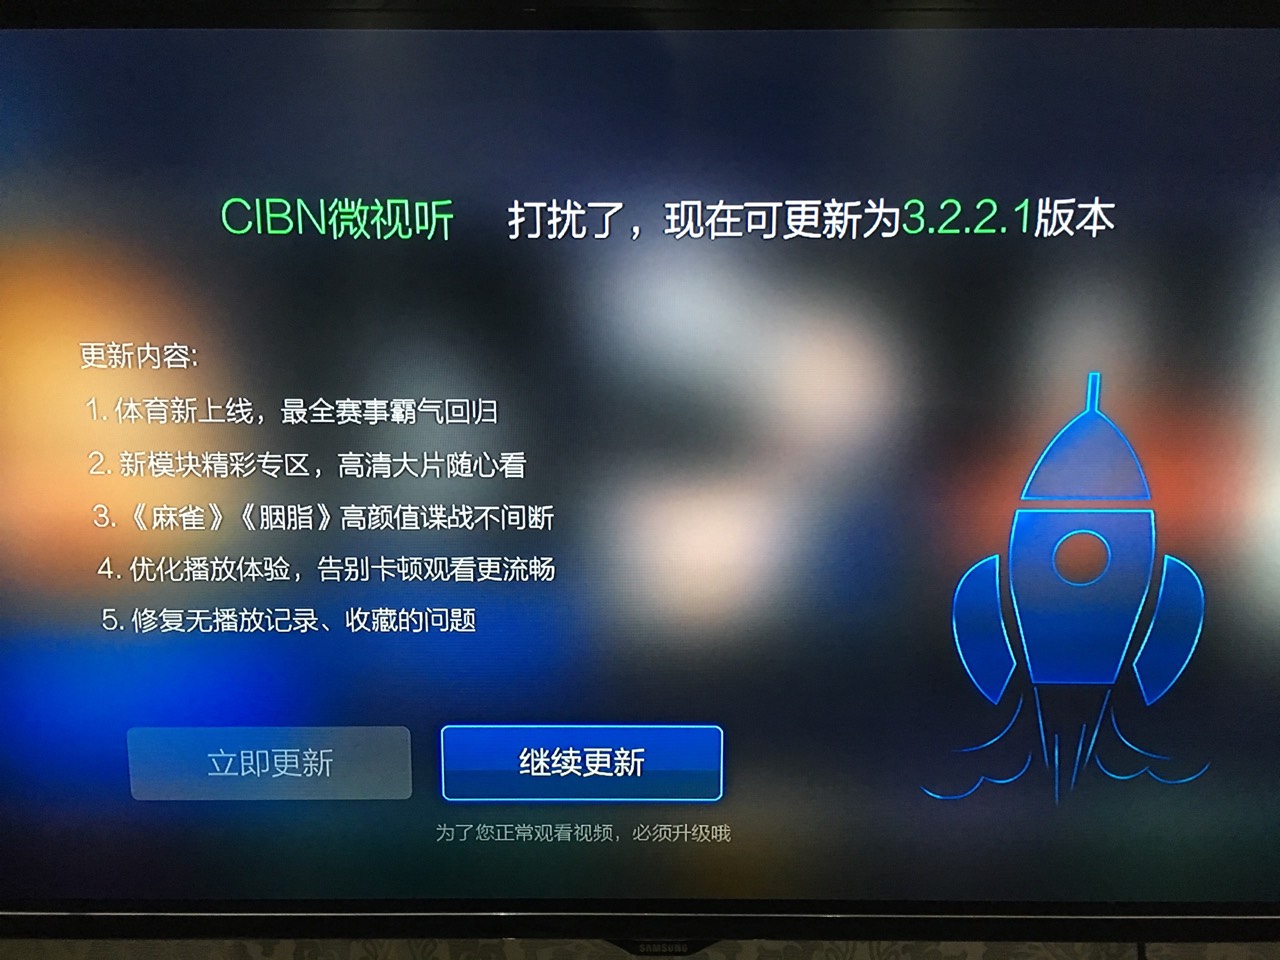 CIBN微视听 打扰了，现在可更新为3.2.2.1版本
更新内容:
1. 体育新上线，最全赛事霸气回归
2. 新模块精彩专区，高清大片随心看
3.《麻雀》《胭脂》高颜值谍战不间断
4. 优化播放体验，告别卡顿观看更流畅
5. 修复无播放记录、收藏的问题
立即更新 继续更新
为了您正常观看视频，必须升级哦
SAMSUNG